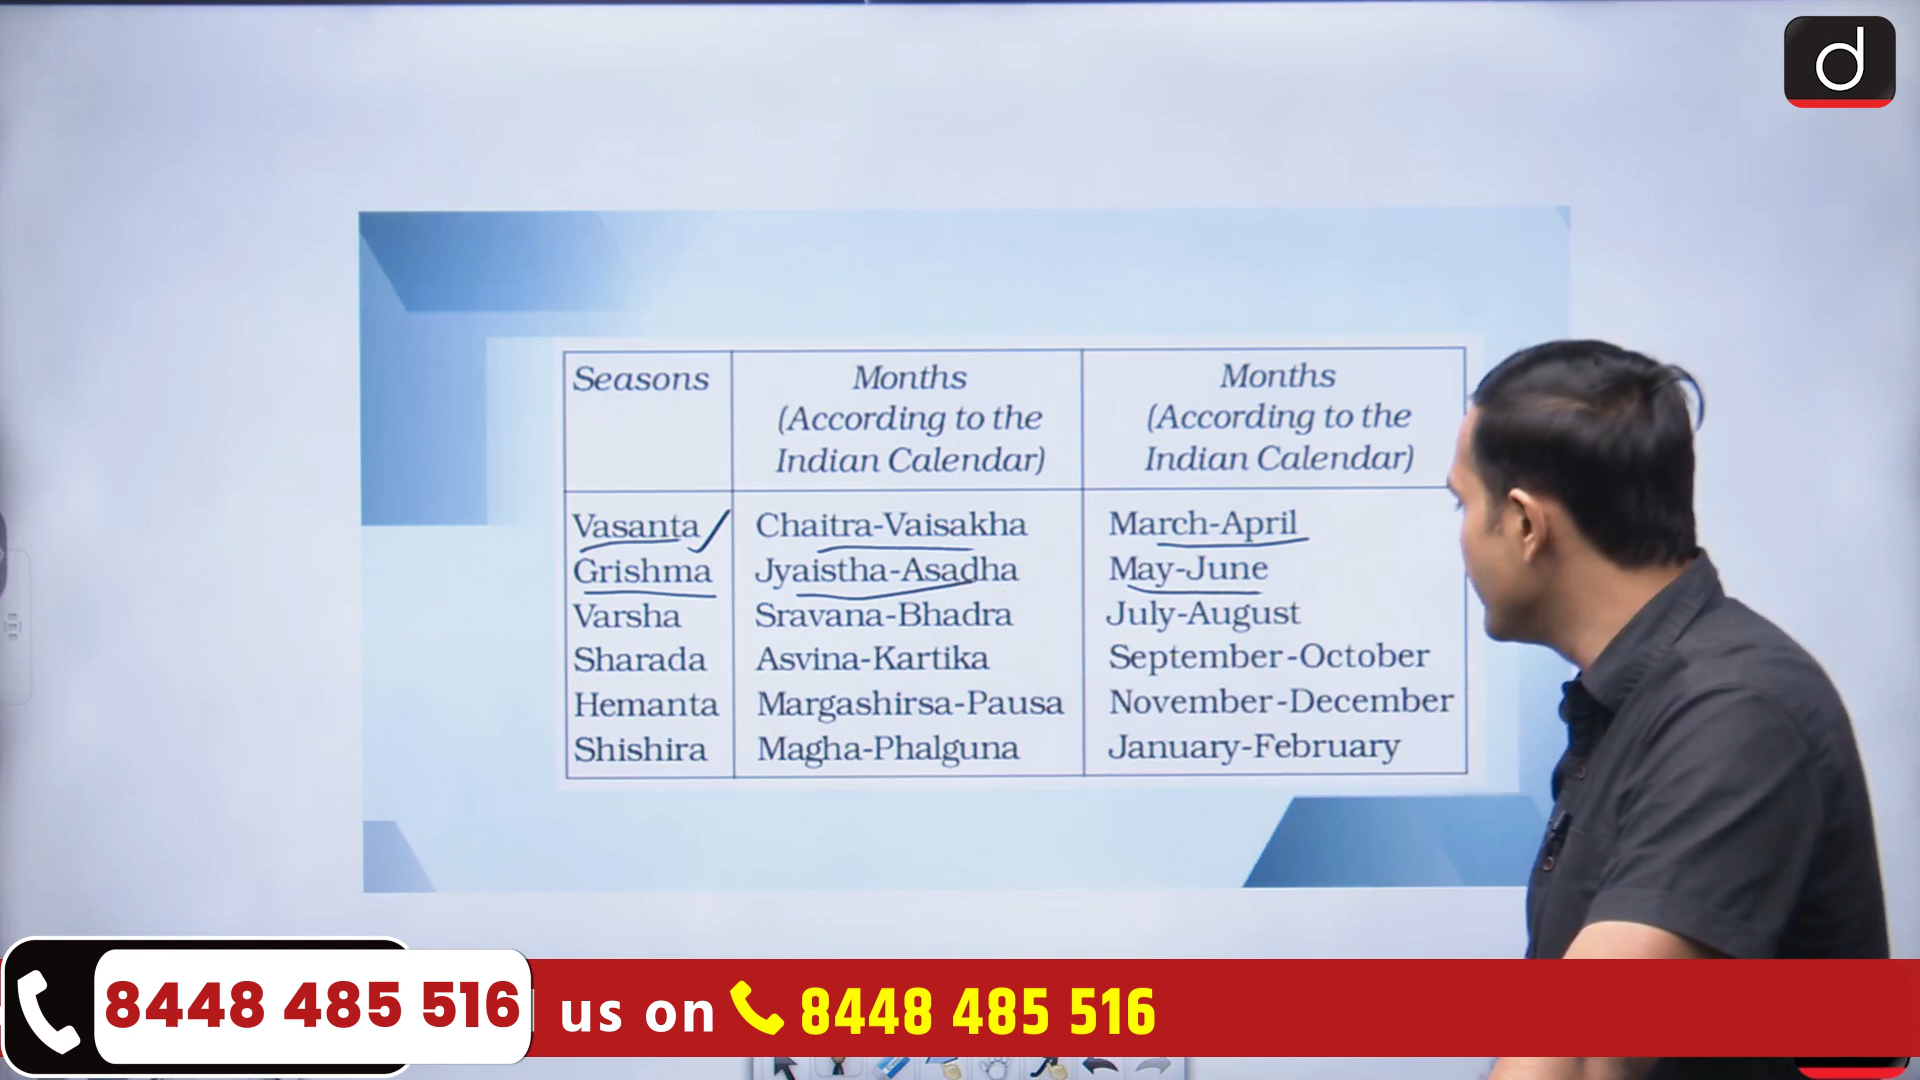 d
Seasons
Months
(According to the
Indian Calendar)
Months
(According to the
Indian Calendar)
Vasanta Chaitra-Vaisakha March-April
Grishma Jyaistha-Asadha May-June
Varsha Sravana-Bhadra July-August
Sharada Asvina-Kartika September-October
Hemanta Margashirsa-Pausa November-December
Shishira Magha-Phalguna January-February
8448 485 516
us on 8448 485 516